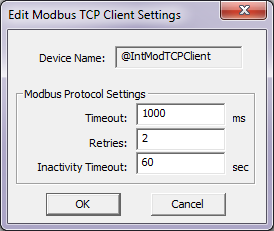 Edit Modbus TCP Client Settings
Device Name: @IntModTCPClient
Modbus Protocol Settings
Timeout: 1000 ms
Retries: 2
Inactivity Timeout: 60 sec
OK Cancel